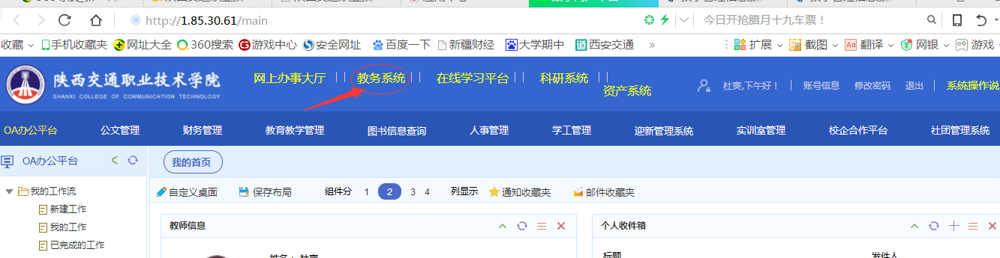 http://1.85.30.61/main
今日开抢腊月十九车票！
收藏 手机收藏夹 网址大全 360搜索 游戏中心 安全网址 百度一下 新疆财经 大学期中 西安交通 » 扩展 截图 翻译 网银 游戏
陕西交通职业技术学院
SHANXI COLLEGE OF COMMUNICATION TECHNOLOGY
网上办事大厅 教务系统 在线学习平台 科研系统 资产系统
杜爽,下午好！ 账号信息 修改密码 退出 系统操作说
OA办公平台 公文管理 财务管理 教育教学管理 图书信息查询 人事管理 学工管理 迎新管理系统 实训室管理 校企合作平台 社团管理系统
OA办公平台
我的首页
我的工作流
新建工作
我的工作
已完成的工作
自定义桌面 保存布局 组件分 1 2 3 4 列显示 通知收藏夹 邮件收藏夹
教师信息
个人收件箱
姓名： 杜爽
标题 发件人